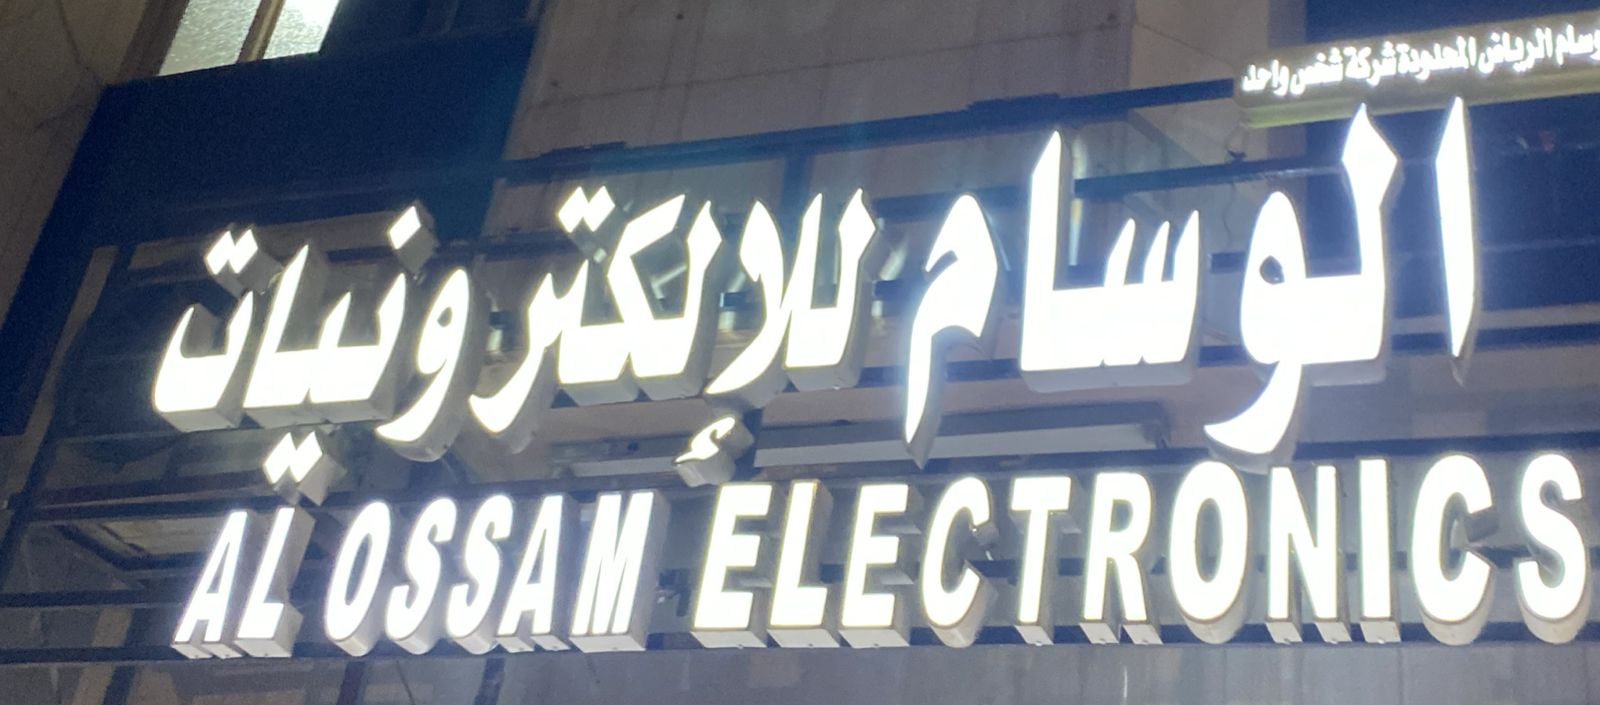 وسام الرياض المحدودة شركة شخص واحد
الوسام للإلكترونيات
AL OSSAM ELECTRONICS